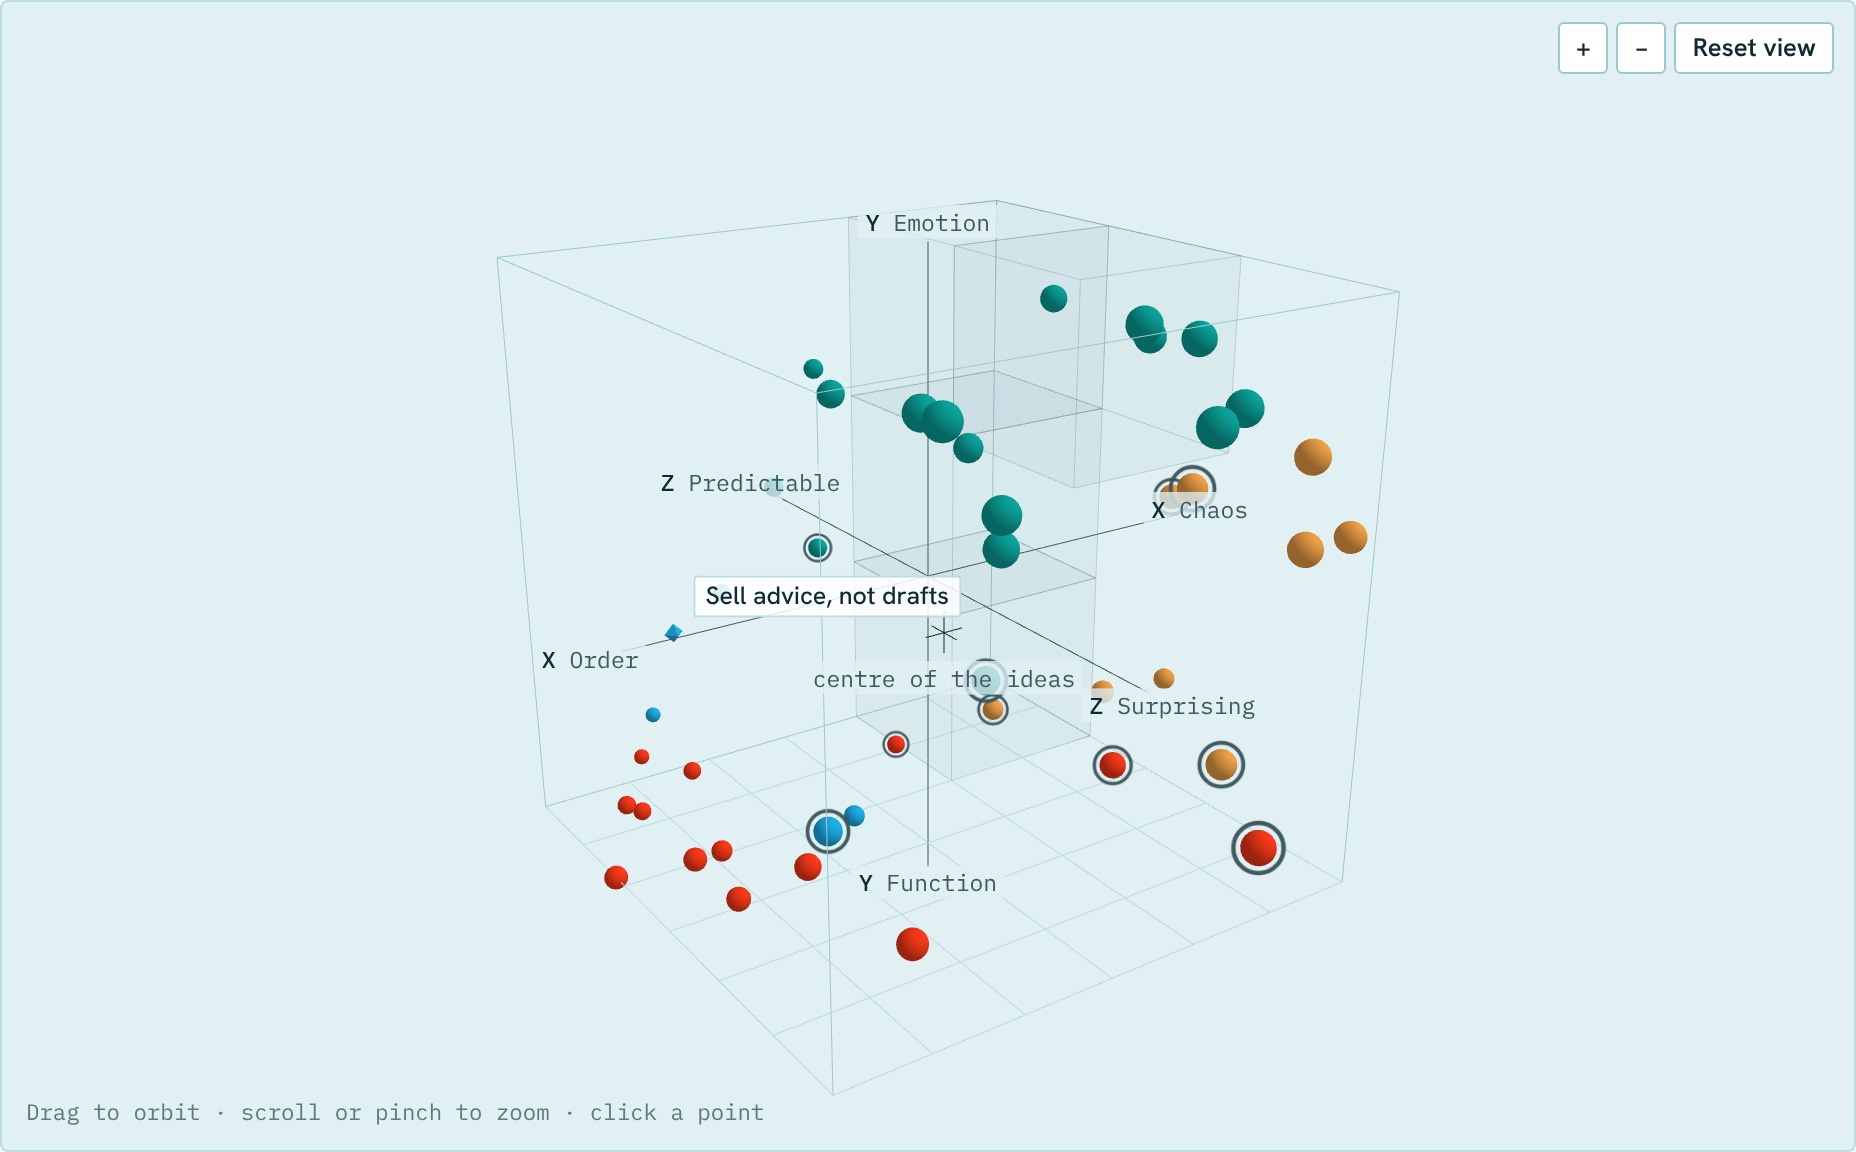 +
-
Reset view
Y Emotion
Z Predictable
X Chaos
Sell advice, not drafts
X Order
centre of the ideas
Z Surprising
Y Function
Drag to orbit · scroll or pinch to zoom · click a point